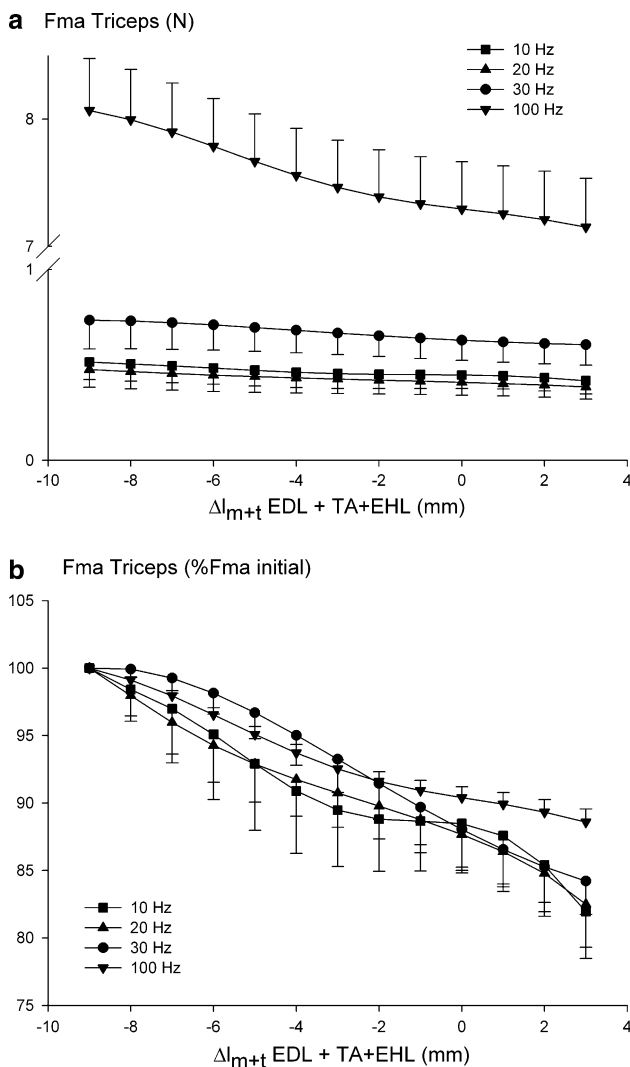 a Fma Triceps (N)
10 Hz
20 Hz
30 Hz
100 Hz
8
7
1
0
-10 -8 -6 -4 -2 0 2 4
Δlm+t EDL + TA+EHL (mm)
b Fma Triceps (%Fma initial)
105
100
95
90
85
80
75
10 Hz
20 Hz
30 Hz
100 Hz
-10 -8 -6 -4 -2 0 2 4
Δlm+t EDL + TA+EHL (mm)